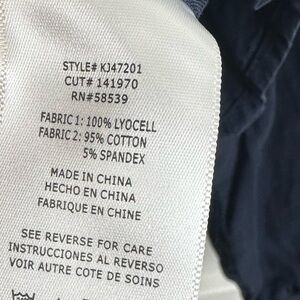 STYLE# KJ47201
CUT# 141970
RN#58539
FABRIC 1: 100% LYOCELL
FABRIC 2: 95% COTTON
5% SPANDEX
MADE IN CHINA
HECHO EN CHINA
FABRIQUE EN CHINE
SEE REVERSE FOR CARE
INSTRUCCIONES AL REVERSO
VOIR AUTRE COTE DE SOINS